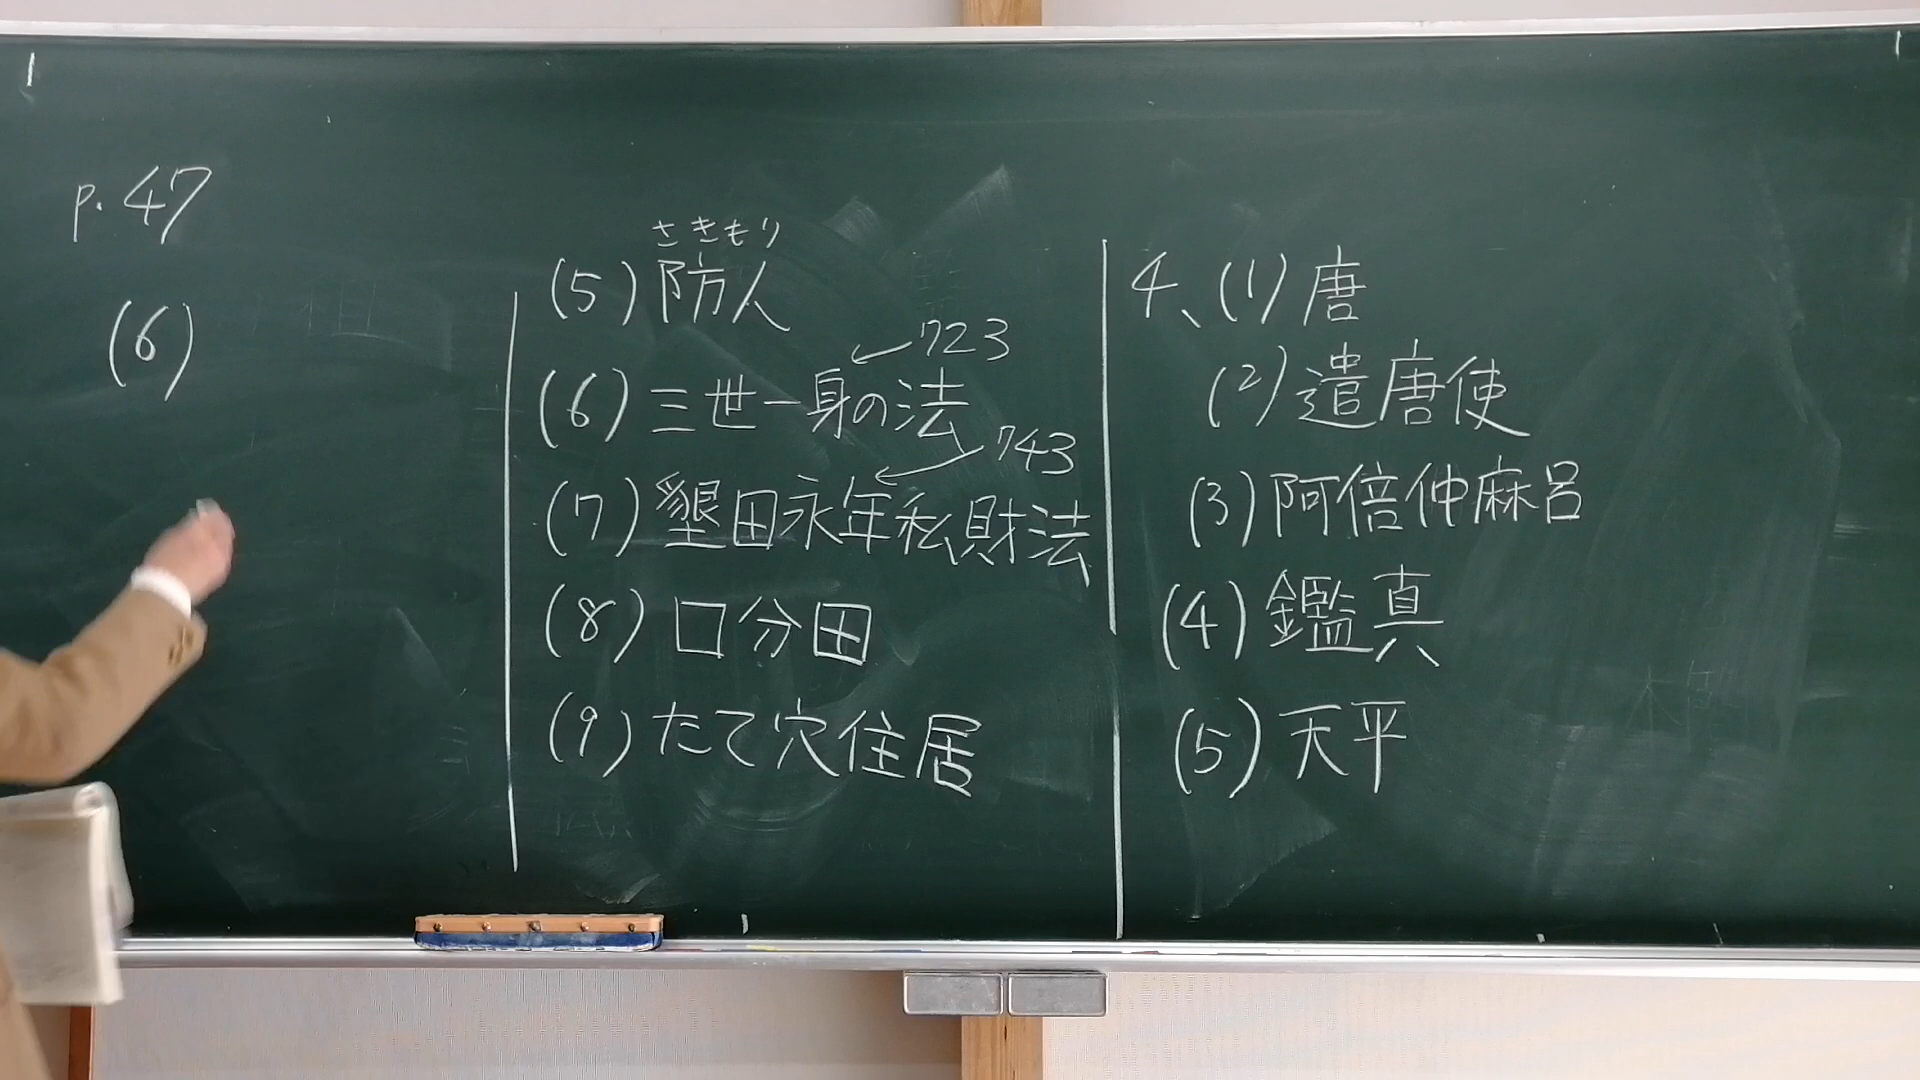 p.47
(6)
さきもり
(5) 防人
723
(6) 三世一身の法
743
(7) 墾田永年私財法
(8) 口分田
(9) たて穴住居
4、(1) 唐
(2) 遣唐使
(3) 阿倍仲麻呂
(4) 鑑真
(5) 天平